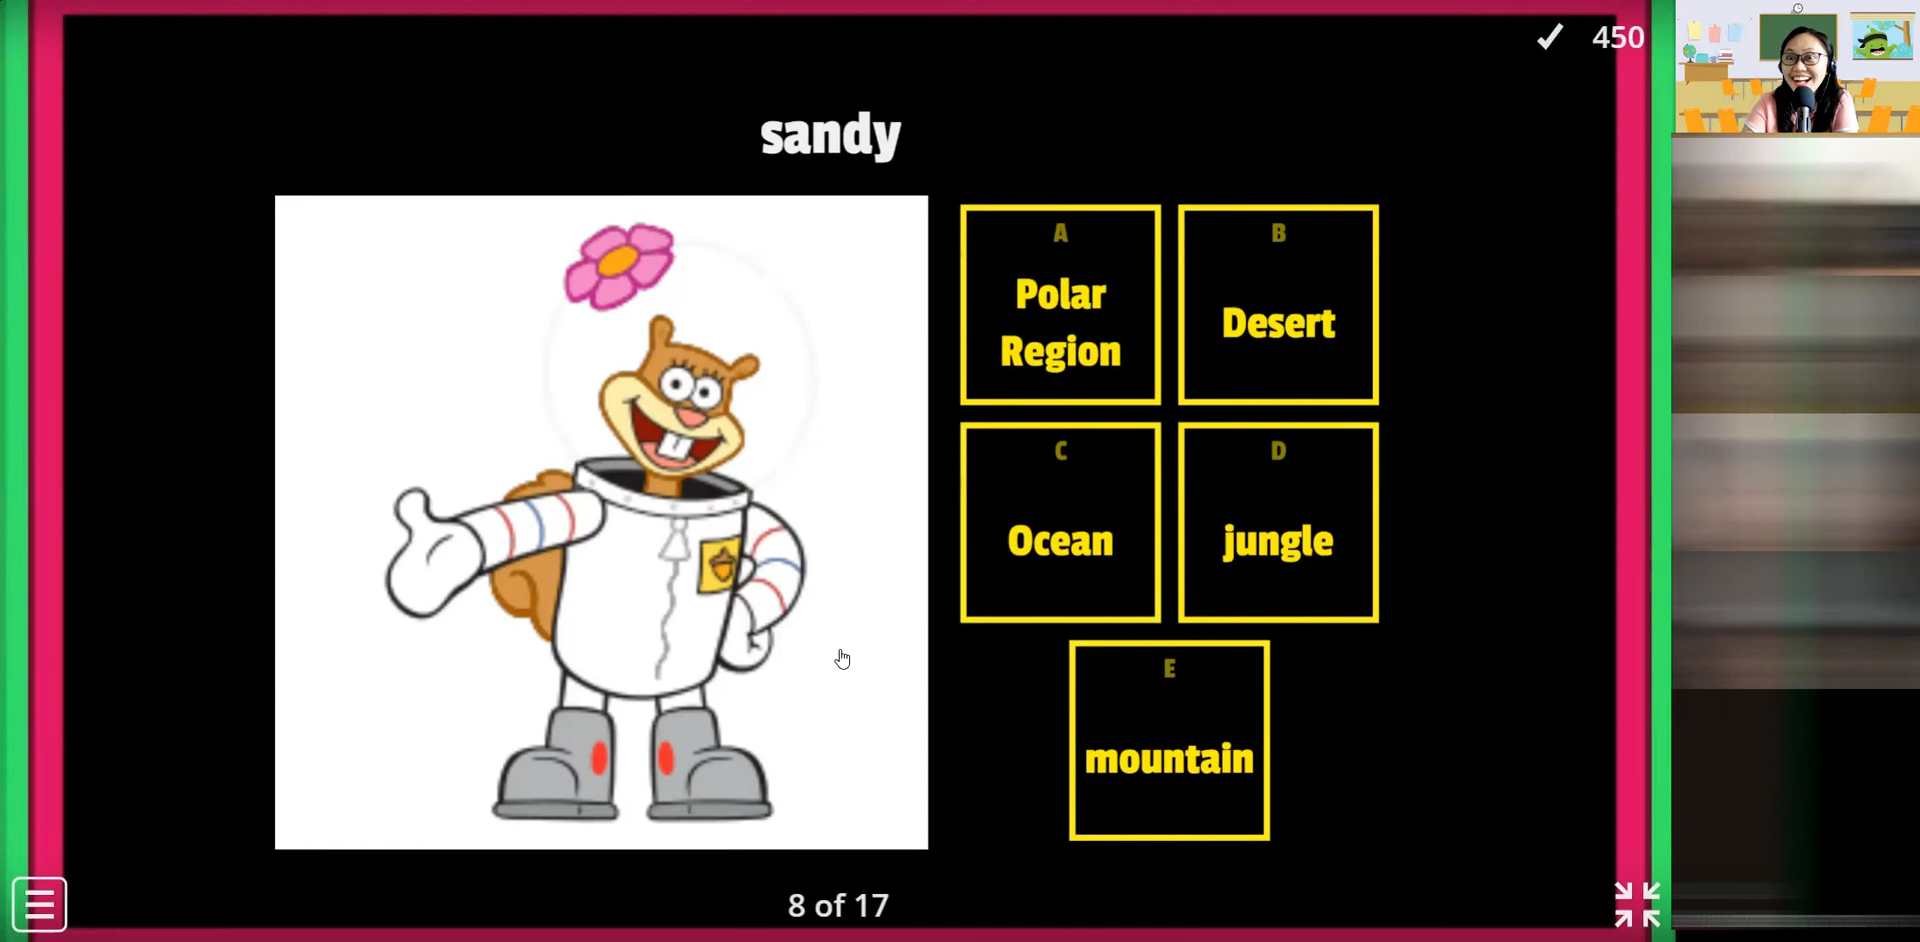 450
sandy
A
Polar
Region
B
Desert
C
Ocean
D
jungle
E
mountain
8 of 17